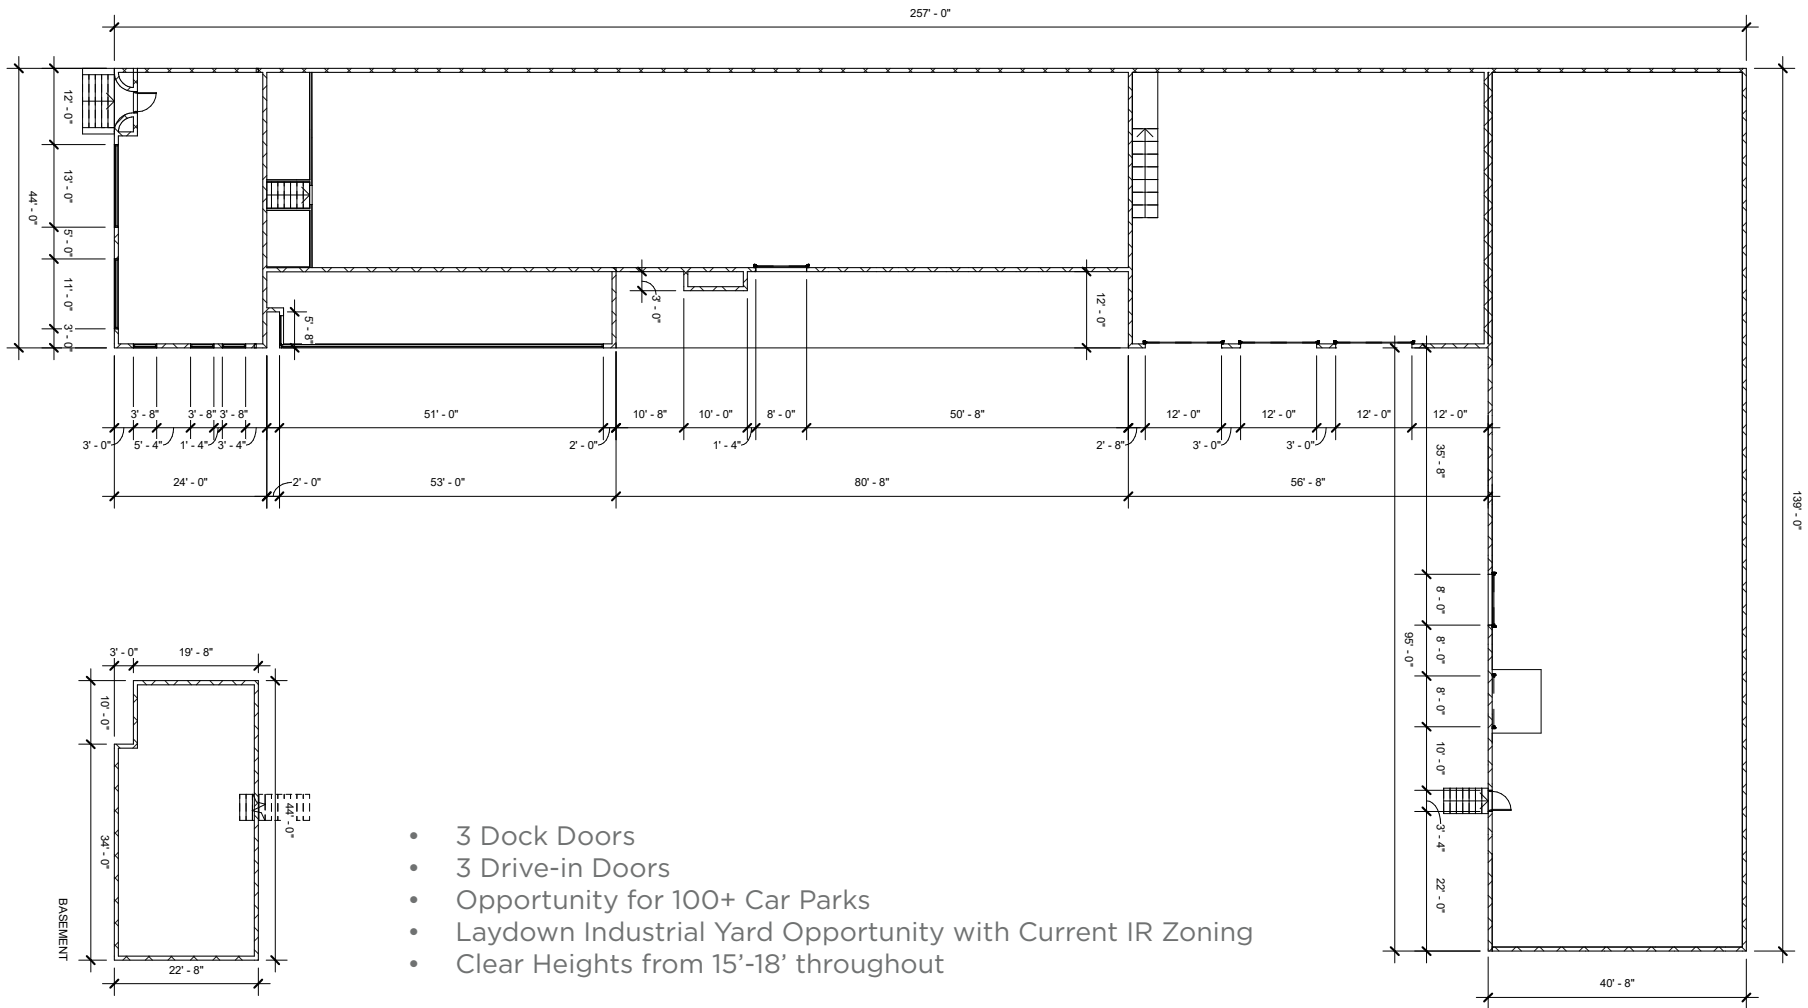 257' - 0"
12' - 0"
13' - 0"
44' - 0"
5' - 0"
11' - 0"
3' - 0"
139' - 0"
3' - 0"
12' - 0"
5' - 8"
3' - 8" 3' - 8" 3' - 8" 51' - 0" 10' - 8" 10' - 0" 8' - 0" 50' - 8" 12' - 0" 12' - 0" 12' - 0" 12' - 0"
3' - 0" 5' - 4" 1' - 4" 3' - 4" 2' - 0" 1' - 4" 2' - 8" 3' - 0" 3' - 0"
35' - 8"
24' - 0" 2' - 0" 53' - 0" 80' - 8" 56' - 8"
8' - 0"
95' - 0"
8' - 0"
8' - 0"
10' - 0"
3' - 4"
22' - 0"
40' - 8"
3' - 0" 19' - 8"
10' - 0"
44' - 0"
34' - 0"
BASEMENT
22' - 8"
• 3 Dock Doors
• 3 Drive-in Doors
• Opportunity for 100+ Car Parks
• Laydown Industrial Yard Opportunity with Current IR Zoning
• Clear Heights from 15’-18’ throughout